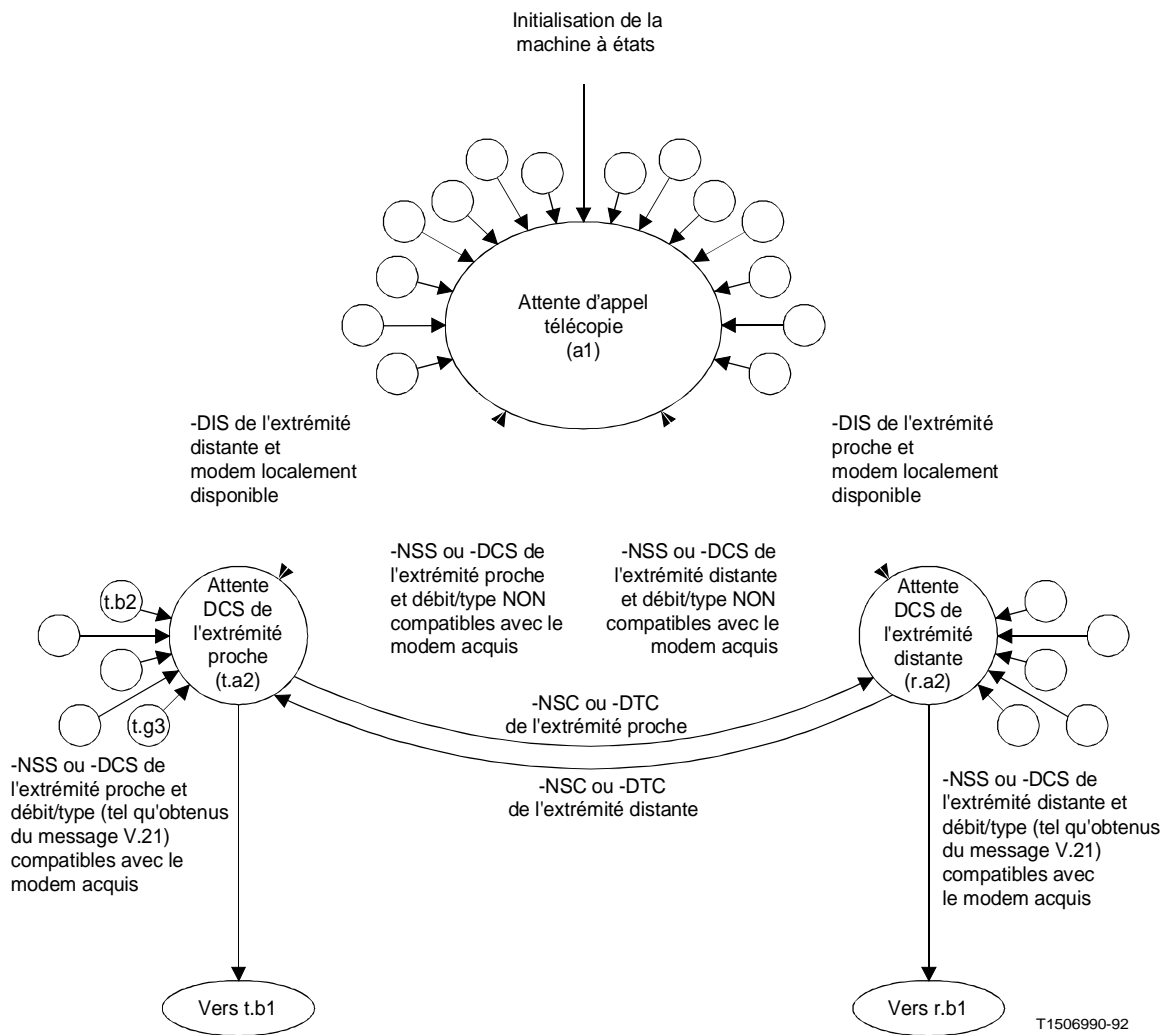 Initialisation de la
machine à états
Attente d'appel
télécopie
(a1)
-DIS de l'extrémité
distante et
modem localement
disponible
-DIS de l'extrémité
proche et
modem localement
disponible
-NSS ou -DCS de
l'extrémité proche
et débit/type NON
compatibles avec le
modem acquis
-NSS ou -DCS de
l'extrémité distante
et débit/type NON
compatibles avec le
modem acquis
t.b2
Attente
DCS de
l'extrémité
proche
(t.a2)
t.g3
Attente
DCS de
l'extrémité
distante
(r.a2)
-NSC ou -DTC
de l'extrémité proche
-NSC ou -DTC
de l'extrémité distante
-NSS ou -DCS de
l'extrémité proche et
débit/type (tel qu'obtenus
du message V.21)
compatibles avec le
modem acquis
-NSS ou -DCS de
l'extrémité distante et
débit/type (tel qu'obtenus
du message V.21)
compatibles avec
le modem acquis
Vers t.b1
Vers r.b1
T1506990-92